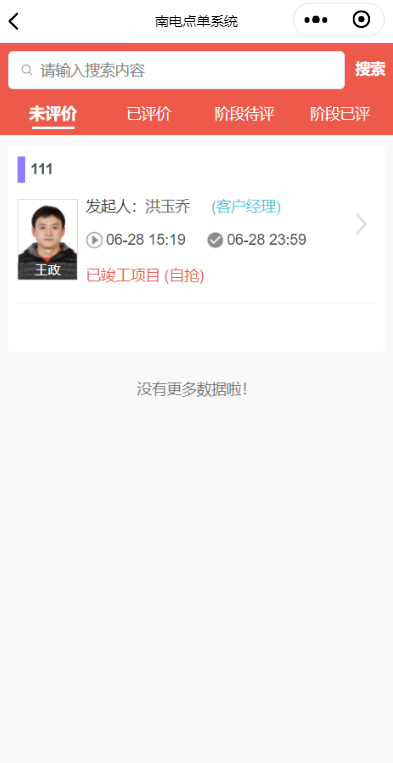 南电点单系统
请输入搜索内容
搜索
未评价 已评价 阶段待评 阶段已评
111
发起人：洪玉乔 (客户经理)
06-28 15:19 06-28 23:59
王政
已竣工项目 (自抢)
没有更多数据啦！